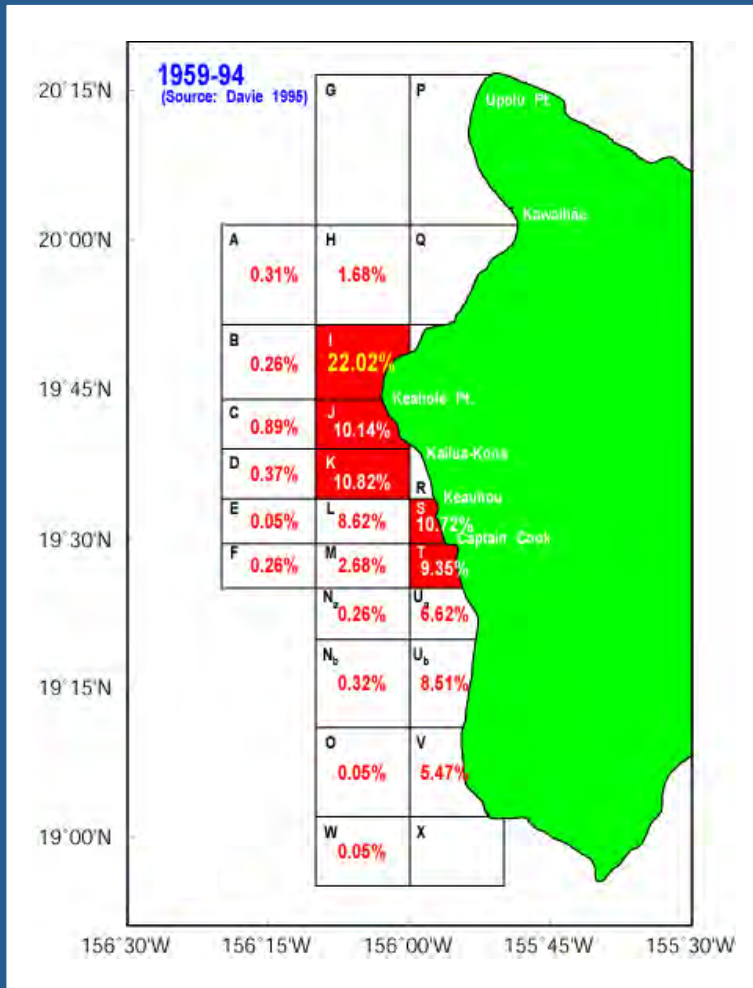 1959-94
(Source: Davie 1995)
20°15'N
G
P
Upolu Pt.
Kawaihae
20°00'N
A
H
Q
0.31%
1.68%
B
I
0.26%
22.02%
19°45'N
Keahole Pt.
C
J
0.89%
10.14%
Kailua-Kona
D
K
0.37%
10.82%
R
Keauhou
E
L
S
0.05%
8.62%
10.72%
19°30'N
Captain Cook
F
M
T
0.26%
2.68%
9.35%
Na
Ua
0.26%
6.62%
Nb
Ub
19°15'N
0.32%
8.51%
O
V
0.05%
5.47%
19°00'N
W
X
0.05%
156°30'W 156°15'W 156°00'W 155°45'W 155°30'W